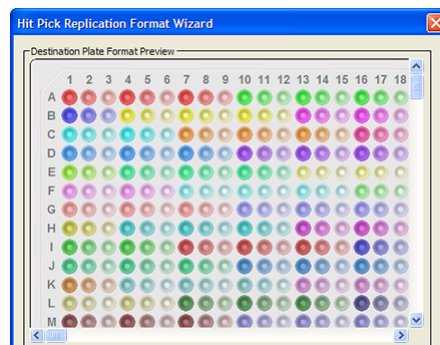 Hit Pick Replication Format Wizard
Destination Plate Format Preview
1 2 3 4 5 6 7 8 9 10 11 12 13 14 15 16 17 18
A
B
C
D
E
F
G
H
I
J
K
L
M